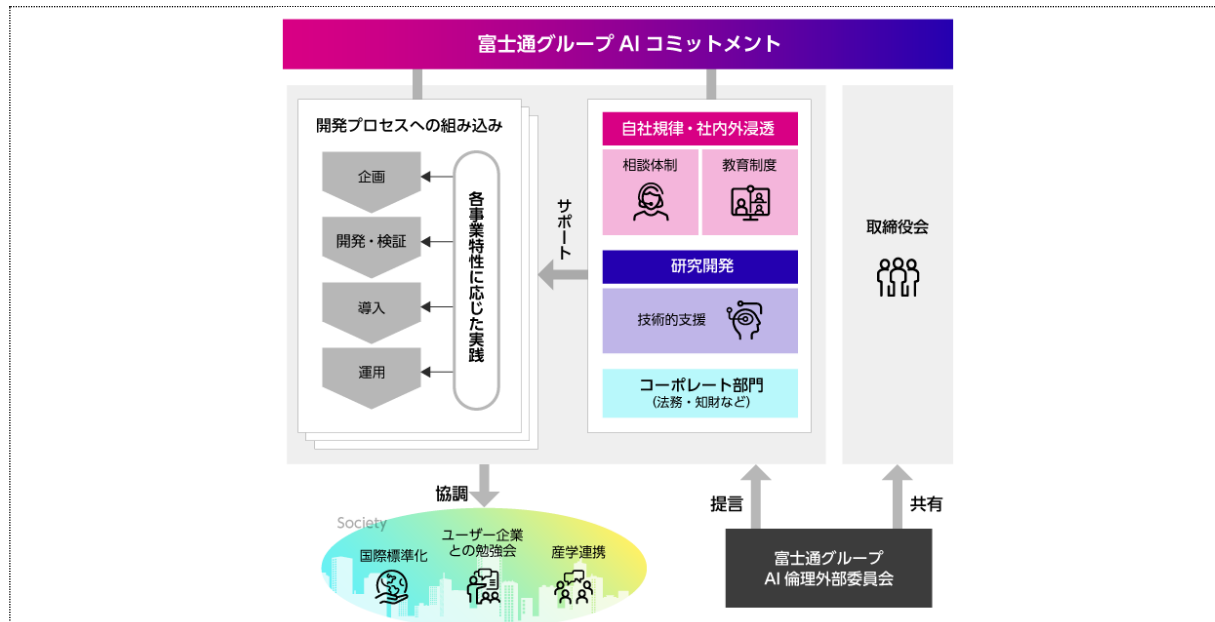 富士通グループ AI コミットメント
開発プロセスへの組み込み
企画
開発・検証
導入
運用
各事業特性に応じた実践
サポート
自社規律・社内外浸透
相談体制
教育制度
研究開発
技術的支援
コーポレート部門
(法務・知財など)
取締役会
協調
提言
共有
Society
国際標準化
ユーザー企業
との勉強会
産学連携
富士通グループ
AI 倫理外部委員会